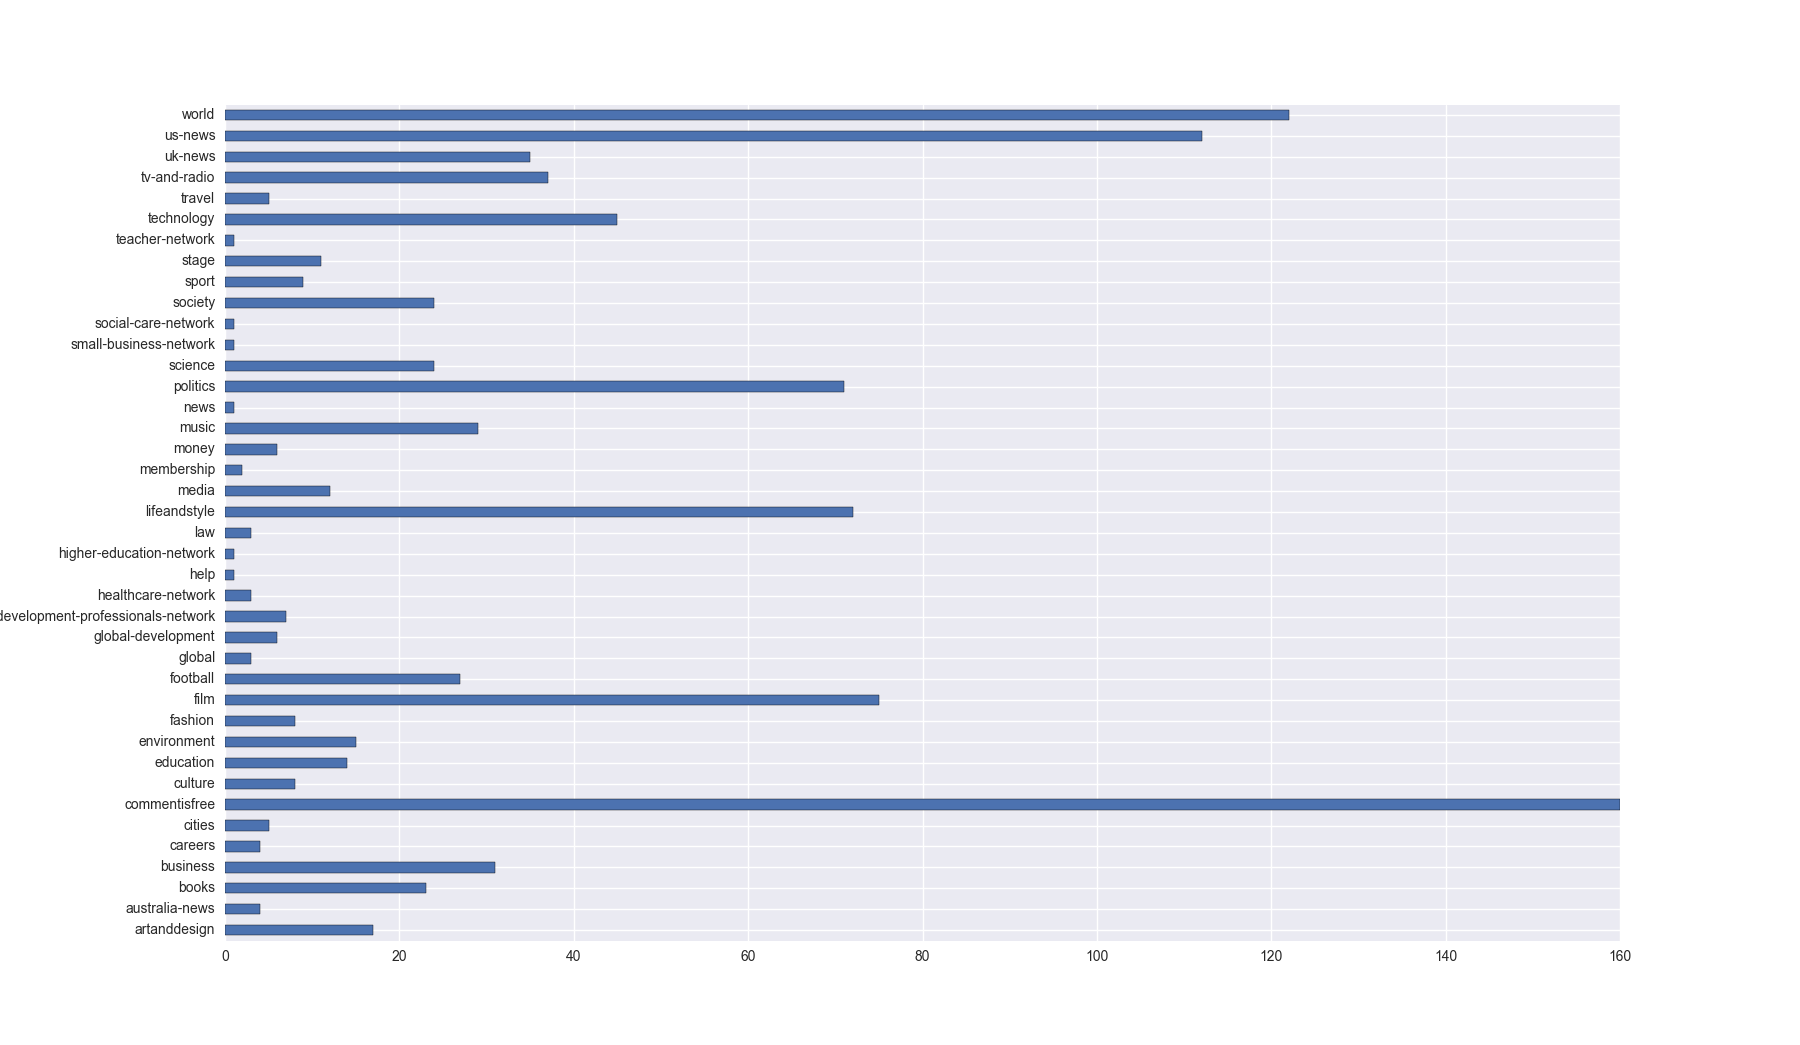 world
us-news
uk-news
tv-and-radio
travel
technology
teacher-network
stage
sport
society
social-care-network
small-business-network
science
politics
news
music
money
membership
media
lifeandstyle
law
higher-education-network
help
healthcare-network
development-professionals-network
global-development
global
football
film
fashion
environment
education
culture
commentisfree
cities
careers
business
books
australia-news
artanddesign
0 20 40 60 80 100 120 140 160